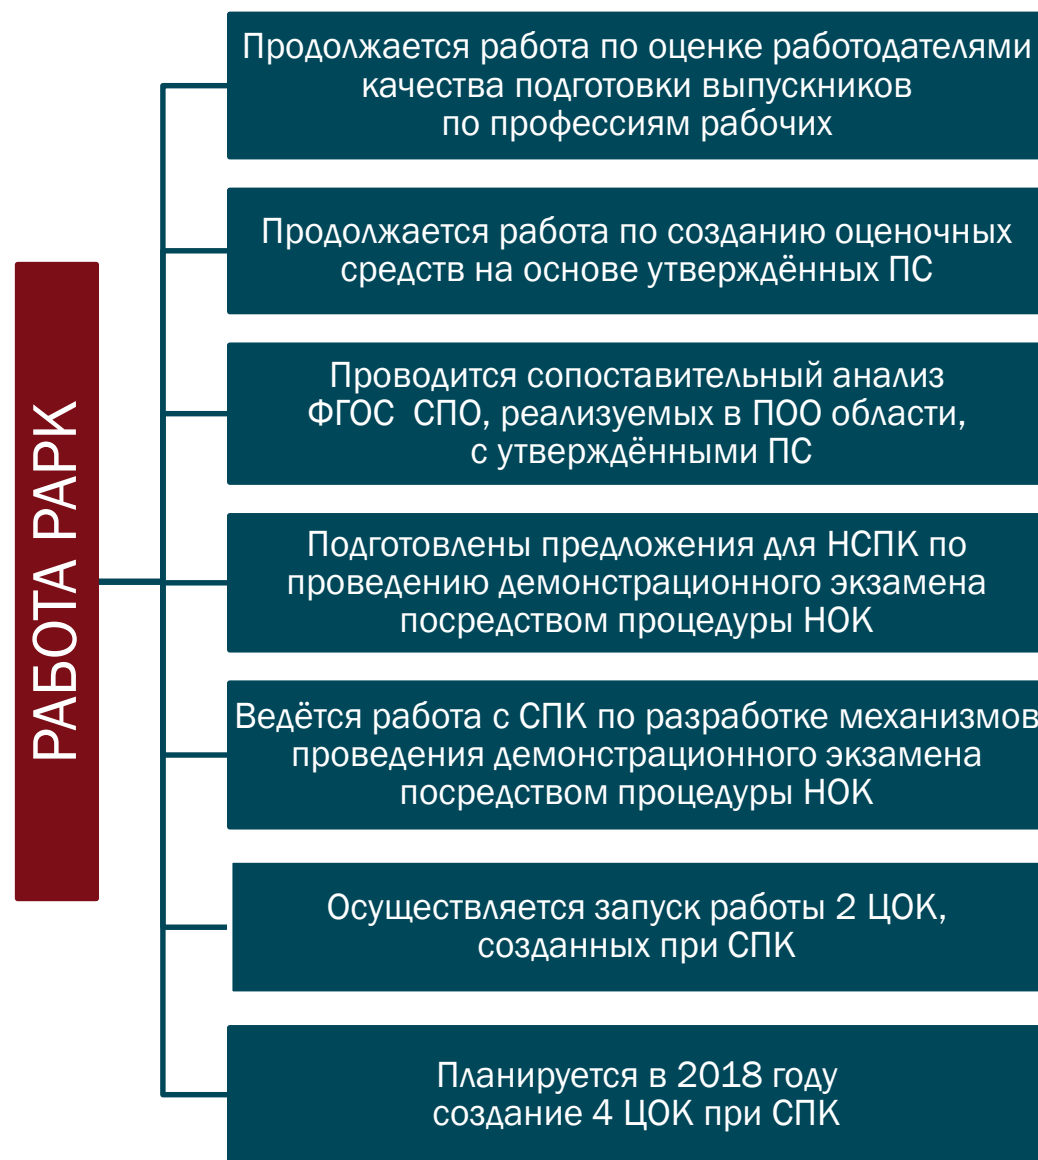 РАБОТА РАРК
Продолжается работа по оценке работодателями
качества подготовки выпускников
по профессиям рабочих
Продолжается работа по созданию оценочных
средств на основе утверждённых ПС
Проводится сопоставительный анализ
ФГОС СПО, реализуемых в ПОО области,
с утверждёнными ПС
Подготовлены предложения для НСПК по
проведению демонстрационного экзамена
посредством процедуры НОК
Ведётся работа с СПК по разработке механизмов
проведения демонстрационного экзамена
посредством процедуры НОК
Осуществляется запуск работы 2 ЦОК,
созданных при СПК
Планируется в 2018 году
создание 4 ЦОК при СПК